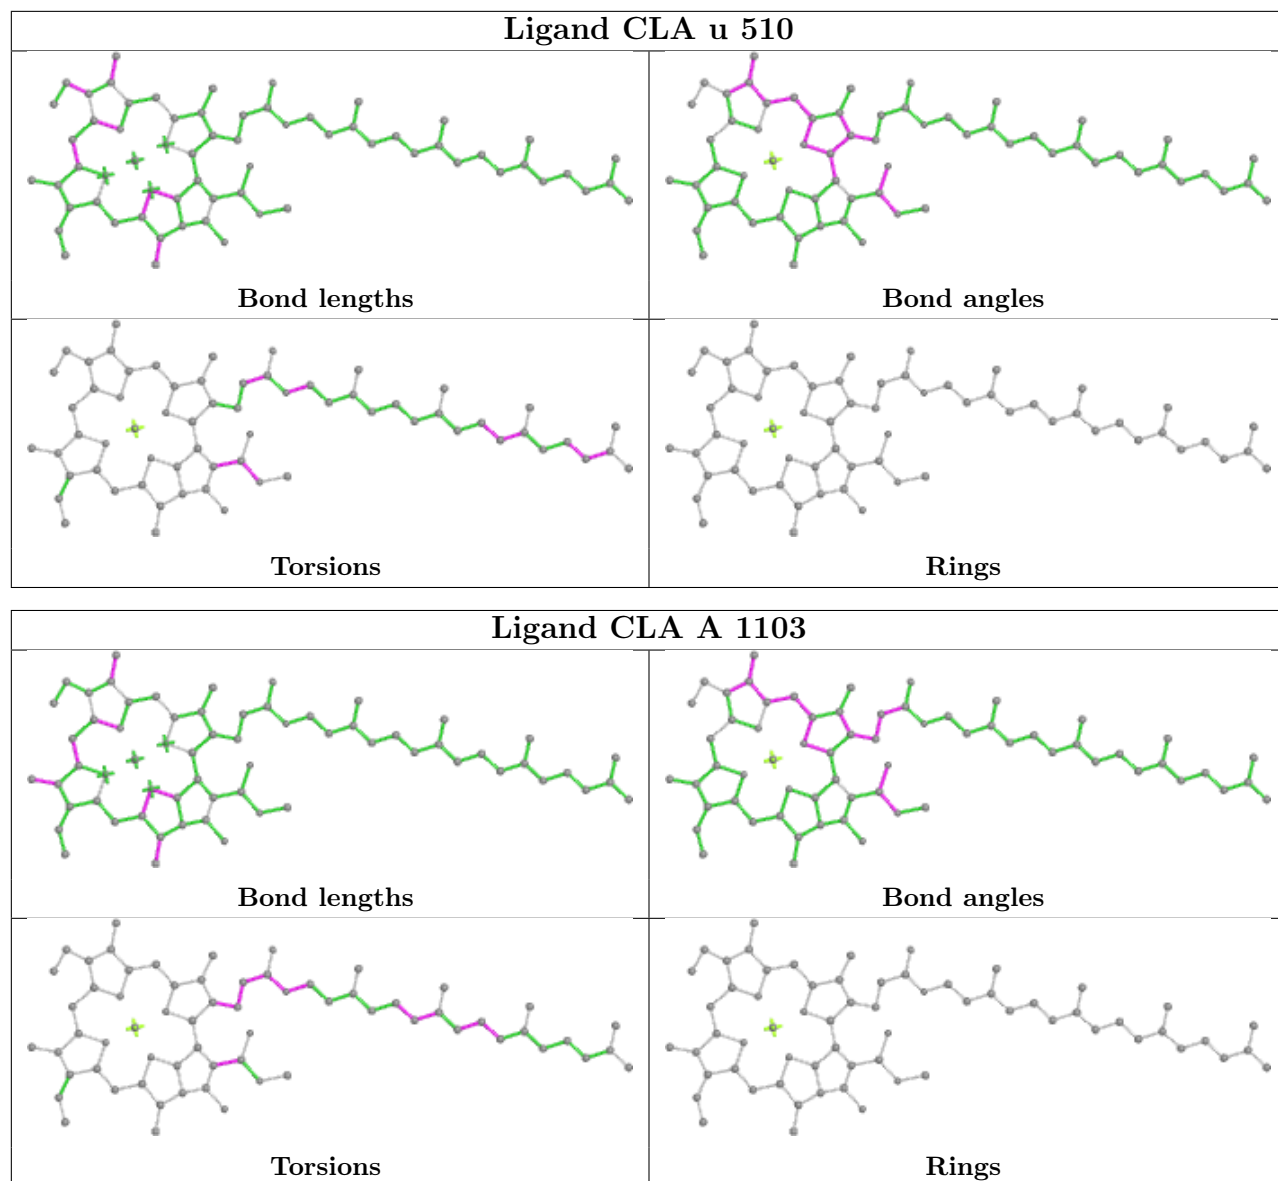 Ligand CLA u 510
Bond lengths
Bond angles
Torsions
Rings
Ligand CLA A 1103
Bond lengths
Bond angles
Torsions
Rings